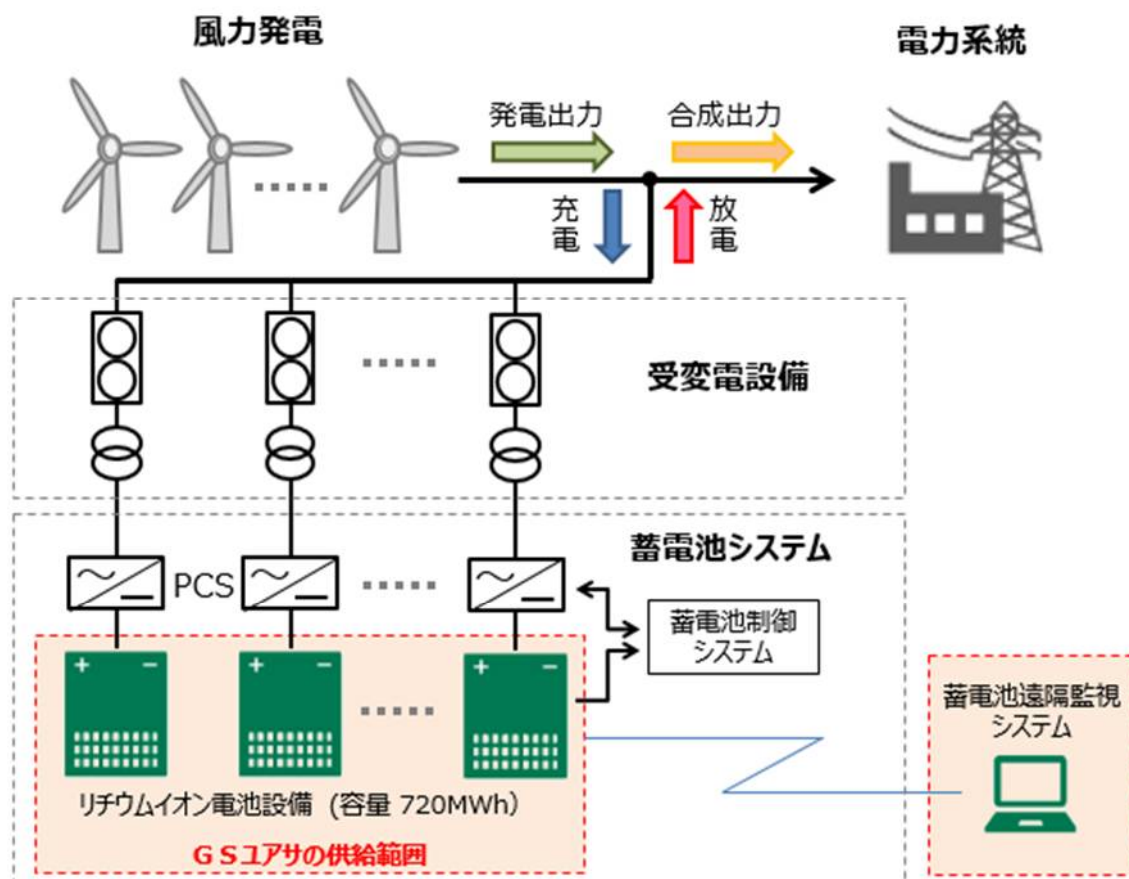 風力発電
電力系統
発電出力
合成出力
充電
放電
受変電設備
蓄電池システム
PCS
蓄電池制御
システム
+ −
+ −
+ −
リチウムイオン電池設備 (容量 720MWh)
GSユアサの供給範囲
蓄電池遠隔監視
システム